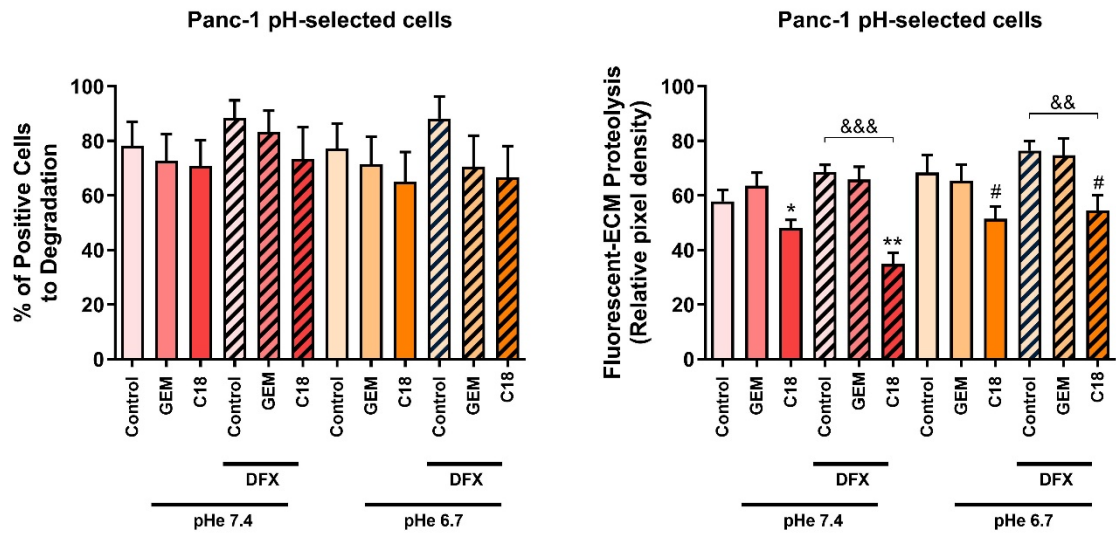 Panc-1 pH-selected cells
% of Positive Cells
to Degradation
100
80
60
40
20
0
Control
GEM
C18
Control
GEM
C18
Control
GEM
C18
Control
GEM
C18
DFX
DFX
pHe 7.4
pHe 6.7
Panc-1 pH-selected cells
Fluorescent-ECM Proteolysis
(Relative pixel density)
100
80
60
40
20
0
*
&&&
**
#
&&
#
Control
GEM
C18
Control
GEM
C18
Control
GEM
C18
Control
GEM
C18
DFX
DFX
pHe 7.4
pHe 6.7